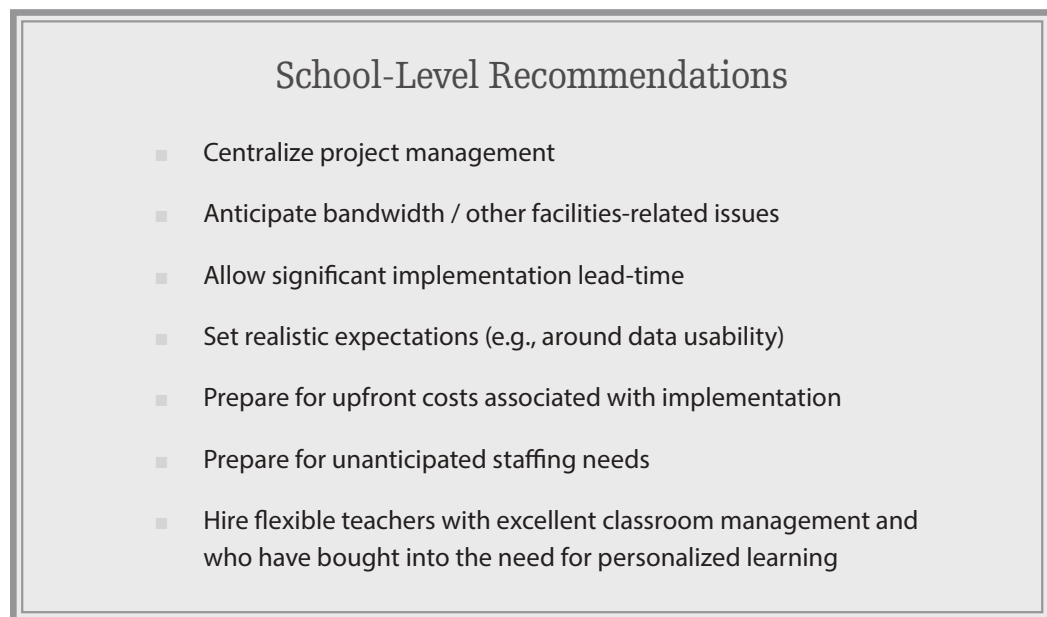 School-Level Recommendations
Centralize project management
Anticipate bandwidth / other facilities-related issues
Allow significant implementation lead-time
Set realistic expectations (e.g., around data usability)
Prepare for upfront costs associated with implementation
Prepare for unanticipated staffing needs
Hire flexible teachers with excellent classroom management and
who have bought into the need for personalized learning